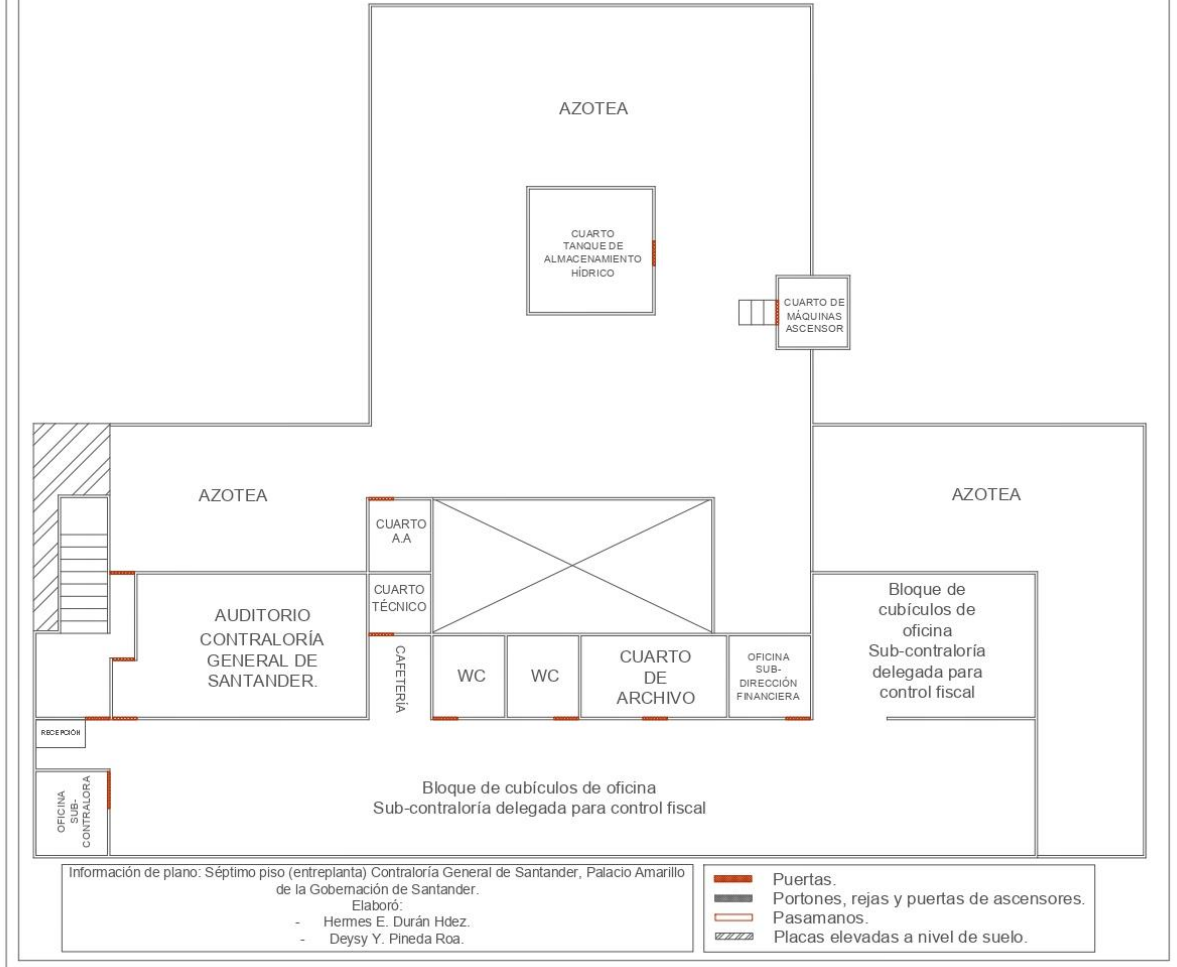 AZOTEA
CUARTO
TANQUE DE
ALMACENAMIENTO
HÍDRICO
CUARTO DE
MÁQUINAS
ASCENSOR
AZOTEA
AZOTEA
CUARTO
A.A
CUARTO
TÉCNICO
AUDITORIO
CONTRALORÍA
GENERAL DE
SANTANDER.
CAFETERÍA
WC
WC
CUARTO
DE
ARCHIVO
OFICINA
SUB-
DIRECCIÓN
FINANCIERA
Bloque de
cubículos de
oficina
Sub-contraloría
delegada para
control fiscal
RECEPCIÓN
OFICINA
SUB-
CONTRALORA
Bloque de cubículos de oficina
Sub-contraloría delegada para control fiscal
Información de plano: Séptimo piso (entreplanta) Contraloría General de Santander, Palacio Amarillo
de la Gobernación de Santander.
Elaboró:
- Hermes E. Durán Hdez.
- Deysy Y. Pineda Roa.
Puertas.
Portones, rejas y puertas de ascensores.
Pasamanos.
Placas elevadas a nivel de suelo.